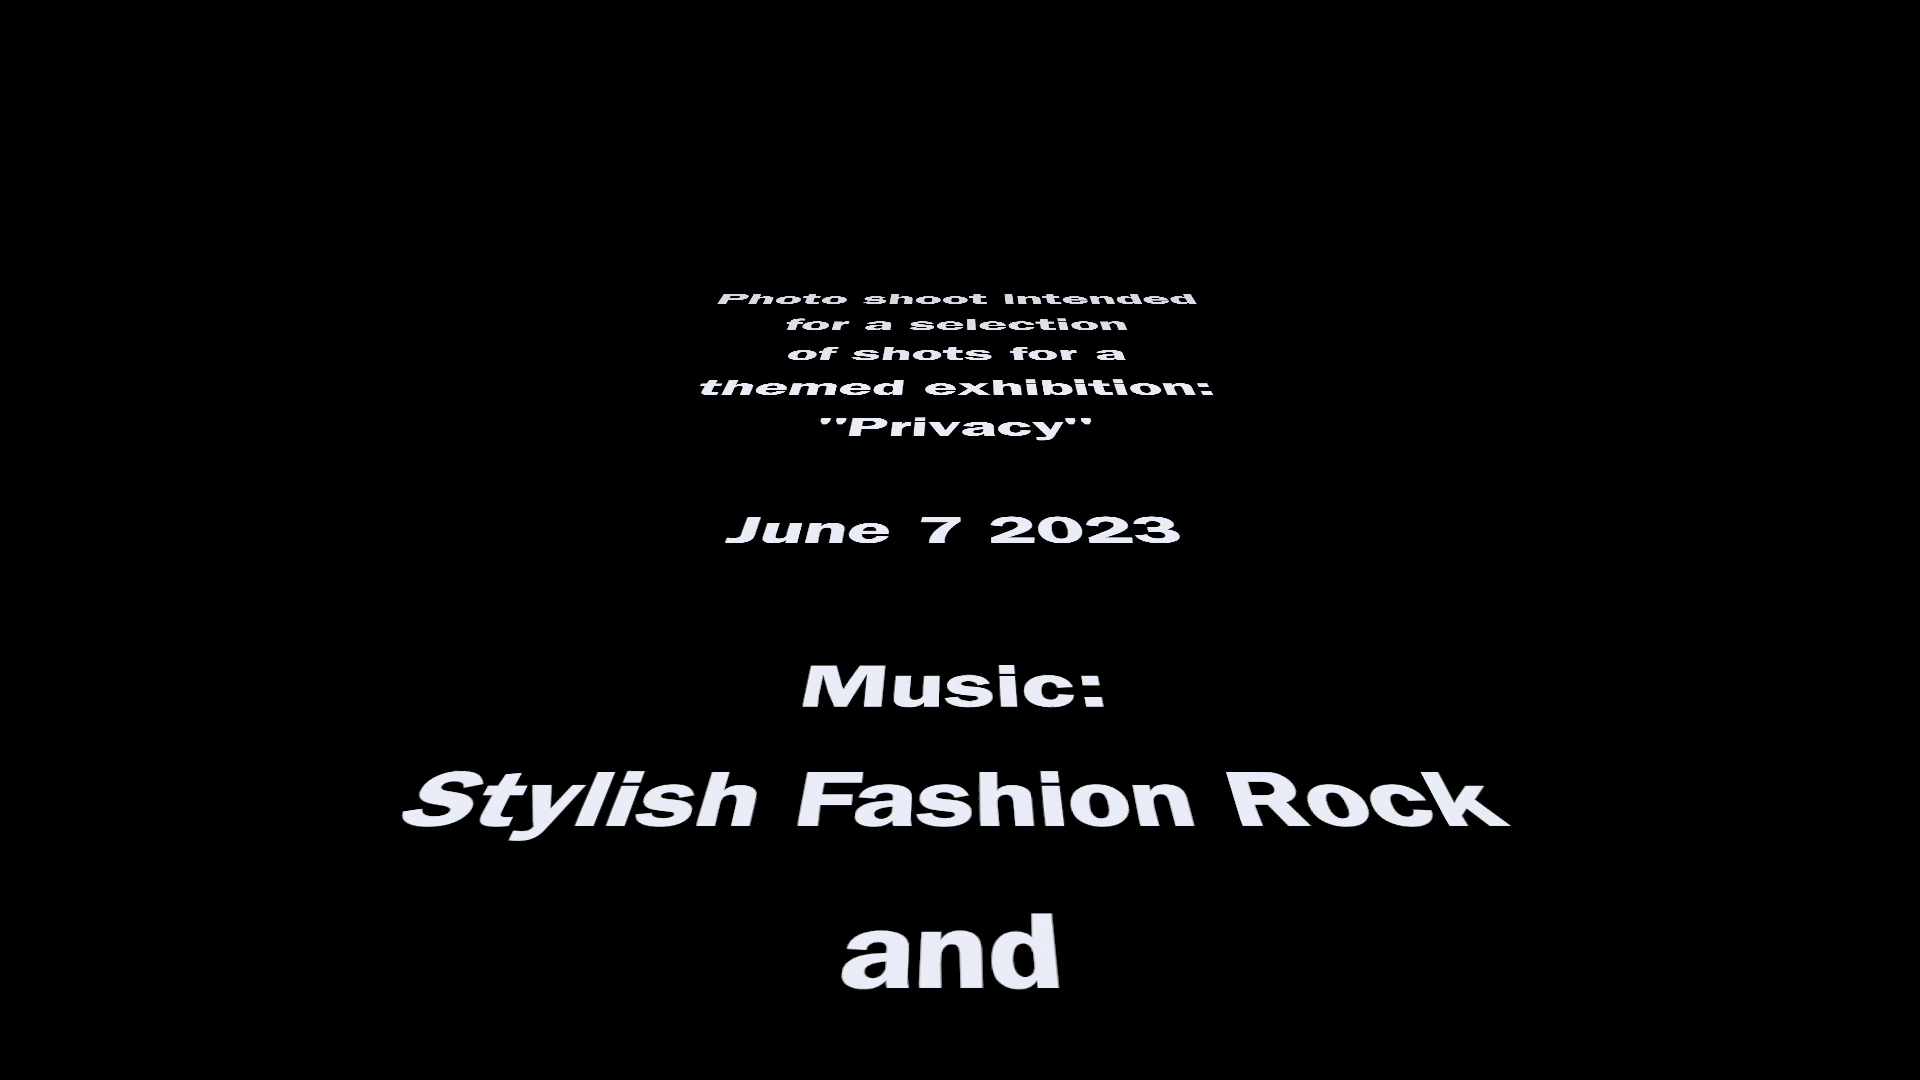 Photo shoot Intended
for a selection
of shots for a
themed exhibition:
"Privacy"
June 7 2023
Music:
Stylish Fashion Rock
and